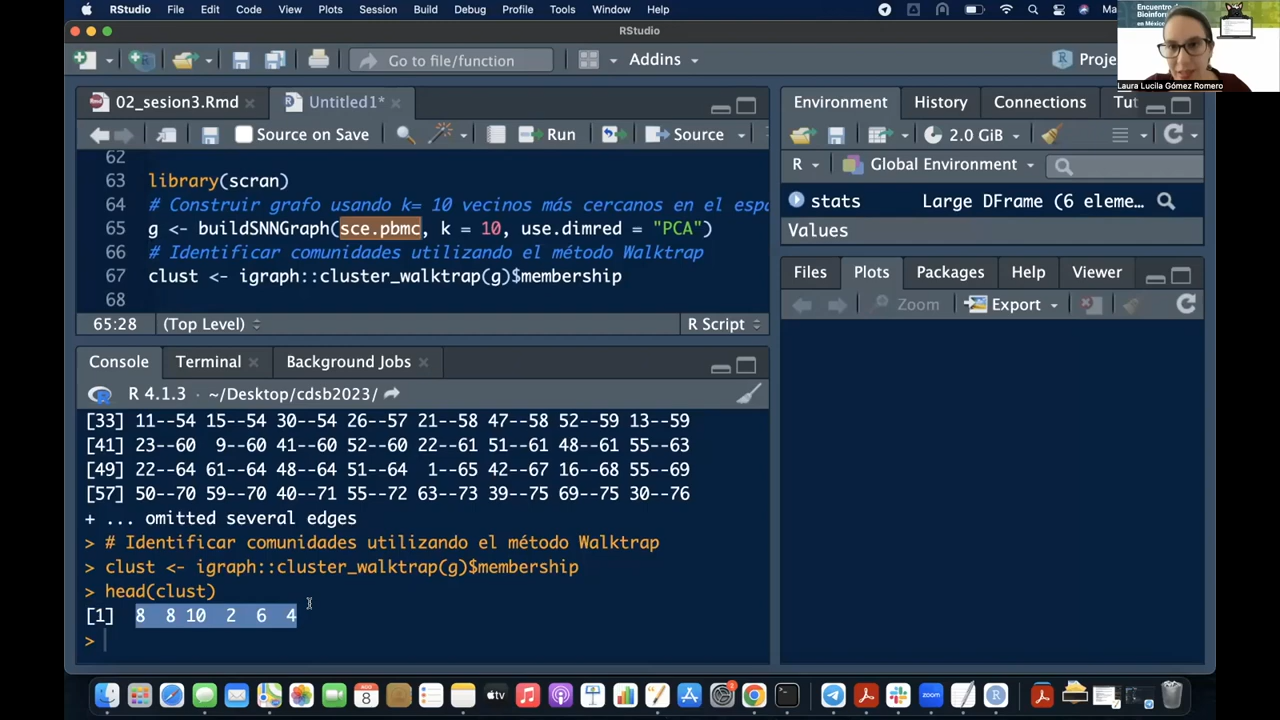 RStudio File Edit Code View Plots Session Build Debug Profile Tools Window Help
RStudio
Go to file/function
Addins
02_sesion3.Rmd
Untitled1*
Source on Save
Run
Source
62
63 library(scran)
64 # Construir grafo usando k= 10 vecinos más cercanos en el
65 g <- buildSNNGraph(sce.pbmc, k = 10, use.dimred = "PCA")
66 # Identificar comunidades utilizando el método Walktrap
67 clust <- igraph::cluster_walktrap(g)$membership
68
65:28 (Top Level) R Script
Console Terminal Background Jobs
R 4.1.3 · ~/Desktop/cdsb2023/
[33] 11--54 15--54 30--54 26--57 21--58 47--58 52--59 13--59
[41] 23--60 9--60 41--60 52--60 22--61 51--61 48--61 55--63
[49] 22--64 61--64 48--64 51--64 1--65 42--67 16--68 55--69
[57] 50--70 59--70 40--71 55--72 63--73 39--75 69--75 30--76
+ ... omitted several edges
> # Identificar comunidades utilizando el método Walktrap
> clust <- igraph::cluster_walktrap(g)$membership
> head(clust)
[1] 8 8 10 2 6 4
>
Environment History Connections
2.0 GiB
R Global Environment
stats Large DFrame (6 eleme…
Values
Files Plots Packages Help Viewer
Zoom Export
Encuentro
en México
Laura Lucila Gómez Romero
AGO
8
tv
zoom